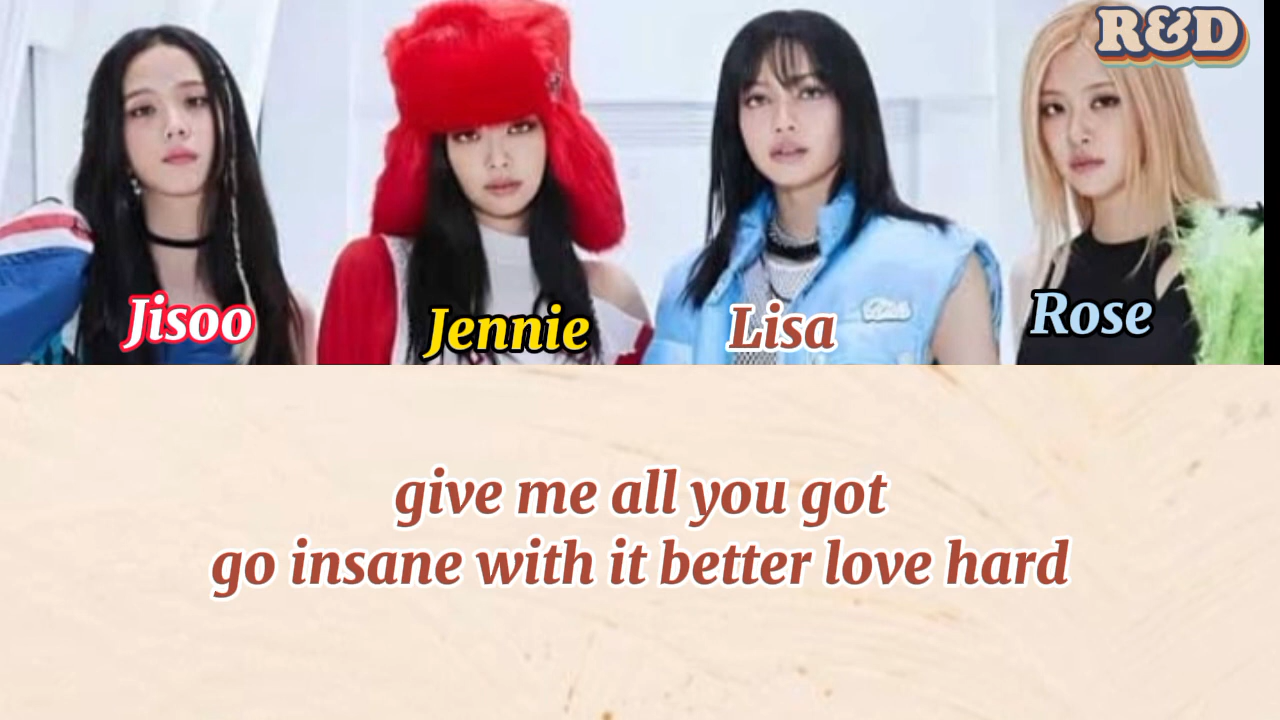 R&D
Jisoo
Jennie
Lisa
Rose
give me all you got
go insane with it better love hard